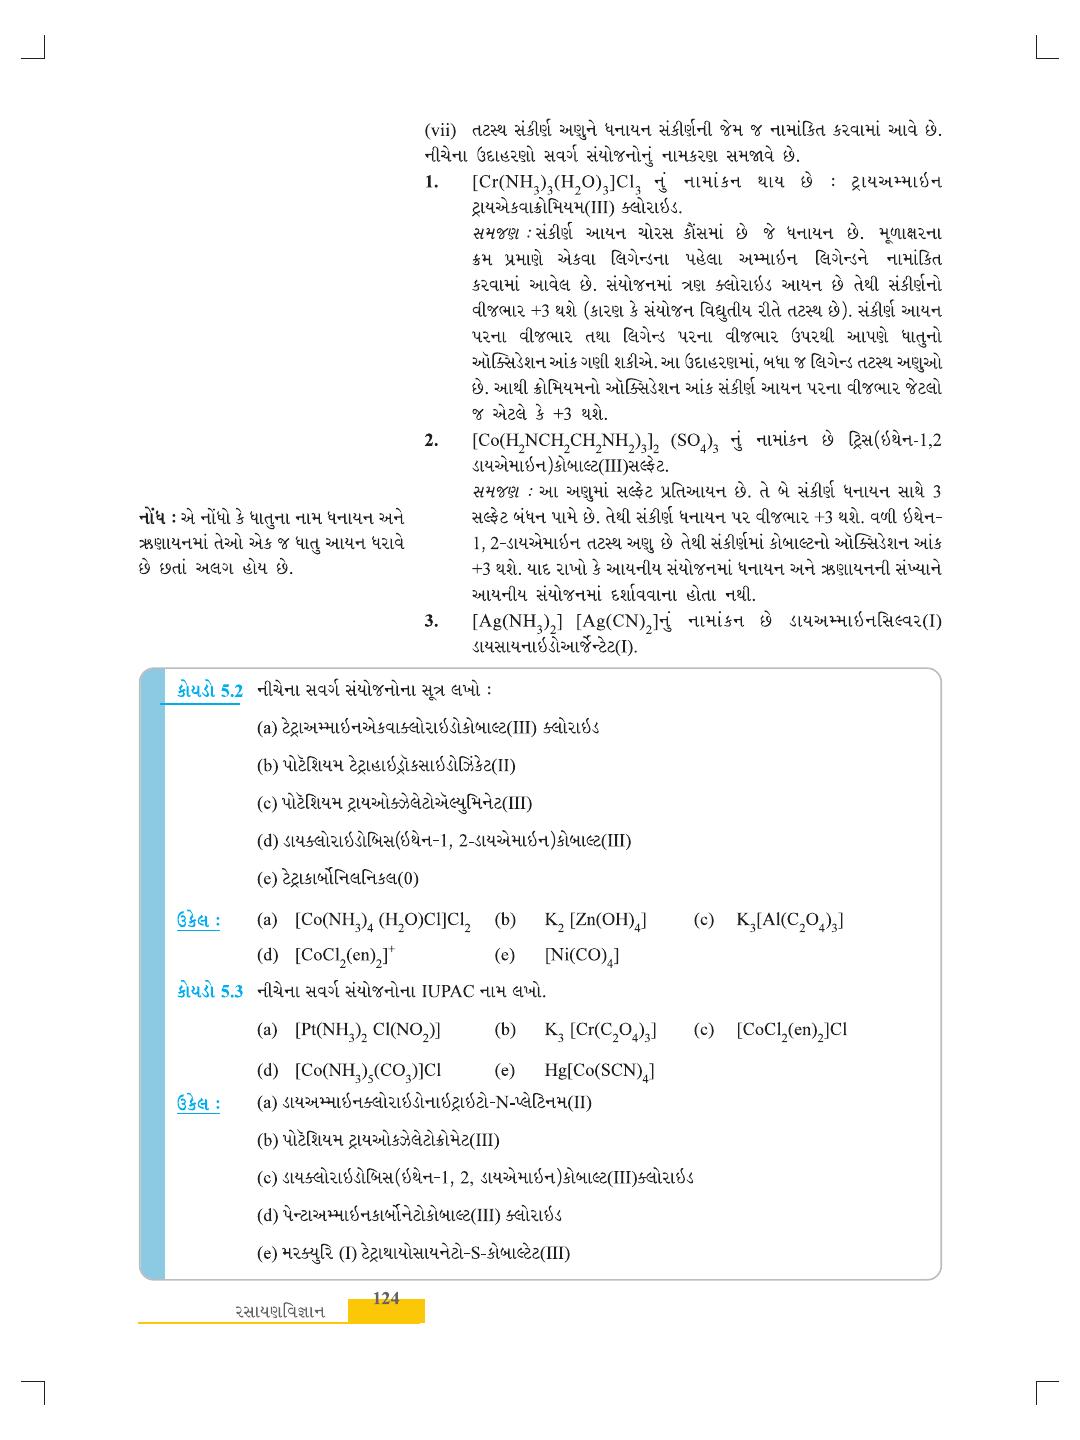 (vii) તટસ્થ સંકીર્ણ અણુને ધનાયન સંકીર્ણની જેમ જ નામાંકિત કરવામાં આવે છે.
નીચેના ઉદાહરણો સવર્ગ સંયોજનોનું નામકરણ સમજાવે છે.
1. [Cr(NH₃)₃(H₂O)₃]Cl₃ નું નામાંકન થાય છે : ટ્રાયઅમ્માઇન
ટ્રાયએકવાક્રોમિયમ(III) ક્લોરાઇડ.
સમજણ : સંકીર્ણ આયન ચોરસ કૌંસમાં છે જે ધનાયન છે. મૂળાક્ષરના
ક્રમ પ્રમાણે એકવા લિગેન્ડના પહેલા અમ્માઇન લિગેન્ડને નામાંકિત
કરવામાં આવેલ છે. સંયોજનમાં ત્રણ ક્લોરાઇડ આયન છે તેથી સંકીર્ણનો
વીજભાર +3 થશે (કારણ કે સંયોજન વિદ્યુતીય રીતે તટસ્થ છે). સંકીર્ણ આયન
પરના વીજભાર તથા લિગેન્ડ પરના વીજભાર ઉપરથી આપણે ધાતુનો
ઑક્સિડેશન આંક ગણી શકીએ. આ ઉદાહરણમાં, બધા જ લિગેન્ડ તટસ્થ અણુઓ
છે. આથી ક્રોમિયમનો ઑક્સિડેશન આંક સંકીર્ણ આયન પરના વીજભાર જેટલો
જ એટલે કે +3 થશે.
2. [Co(H₂NCH₂CH₂NH₂)₃]₂ (SO₄)₃ નું નામાંકન છે ટ્રિસ(ઇથેન-1,2
ડાયએમાઇન)કોબાલ્ટ(III)સલ્ફેટ.
સમજણ : આ અણુમાં સલ્ફેટ પ્રતિઆયન છે. તે બે સંકીર્ણ ધનાયન સાથે 3
સલ્ફેટ બંધન પામે છે. તેથી સંકીર્ણ ધનાયન પર વીજભાર +3 થશે. વળી ઇથેન-
1, 2-ડાયએમાઇન તટસ્થ અણુ છે તેથી સંકીર્ણમાં કોબાલ્ટનો ઑક્સિડેશન આંક
+3 થશે. યાદ રાખો કે આયનીય સંયોજનમાં ધનાયન અને ઋણાયનની સંખ્યાને
આયનીય સંયોજનમાં દર્શાવવાના હોતા નથી.
નોંધ : એ નોંધો કે ધાતુના નામ ધનાયન અને
ઋણાયનમાં તેઓ એક જ ધાતુ આયન ધરાવે
છે છતાં અલગ હોય છે.
3. [Ag(NH₃)₂] [Ag(CN)₂]નું નામાંકન છે ડાયઅમ્માઇનસિલ્વર(I)
ડાયસાયનાઇડોઆર્જેન્ટેટ(I).
કોયડો 5.2 નીચેના સવર્ગ સંયોજનોના સૂત્ર લખો :
(a) ટેટ્રાઅમ્માઇનએકવાક્લોરાઇડોકોબાલ્ટ(III) ક્લોરાઇડ
(b) પોટૅશિયમ ટેટ્રાહાઇડ્રૉકસાઇડોઝિંકેટ(II)
(c) પોટૅશિયમ ટ્રાયઓક્ઝેલેટોઍલ્યુમિનેટ(III)
(d) ડાયક્લોરાઇડોબિસ(ઇથેન-1, 2-ડાયએમાઇન)કોબાલ્ટ(III)
(e) ટેટ્રાકાર્બોનિલનિકલ(0)
ઉકેલ : (a) [Co(NH₃)₄ (H₂O)Cl]Cl₂ (b) K₂ [Zn(OH)₄] (c) K₃[Al(C₂O₄)₃]
(d) [CoCl₂(en)₂]⁺ (e) [Ni(CO)₄]
કોયડો 5.3 નીચેના સવર્ગ સંયોજનોના IUPAC નામ લખો.
(a) [Pt(NH₃)₂ Cl(NO₂)] (b) K₃ [Cr(C₂O₄)₃] (c) [CoCl₂(en)₂]Cl
(d) [Co(NH₃)₅(CO₃)]Cl (e) Hg[Co(SCN)₄]
ઉકેલ : (a) ડાયઅમ્માઇનક્લોરાઇડોનાઇટ્રાઇટો-N-પ્લેટિનમ(II)
(b) પોટૅશિયમ ટ્રાયઓકઝેલેટોક્રોમેટ(III)
(c) ડાયક્લોરાઇડોબિસ(ઇથેન-1, 2, ડાયએમાઇન)કોબાલ્ટ(III)ક્લોરાઇડ
(d) પેન્ટાઅમ્માઇનકાર્બોનેટોકોબાલ્ટ(III) ક્લોરાઇડ
(e) મરક્યુરિ (I) ટેટ્રાથાયોસાયનેટો-S-કોબાલ્ટેટ(III)
રસાયણવિજ્ઞાન 124